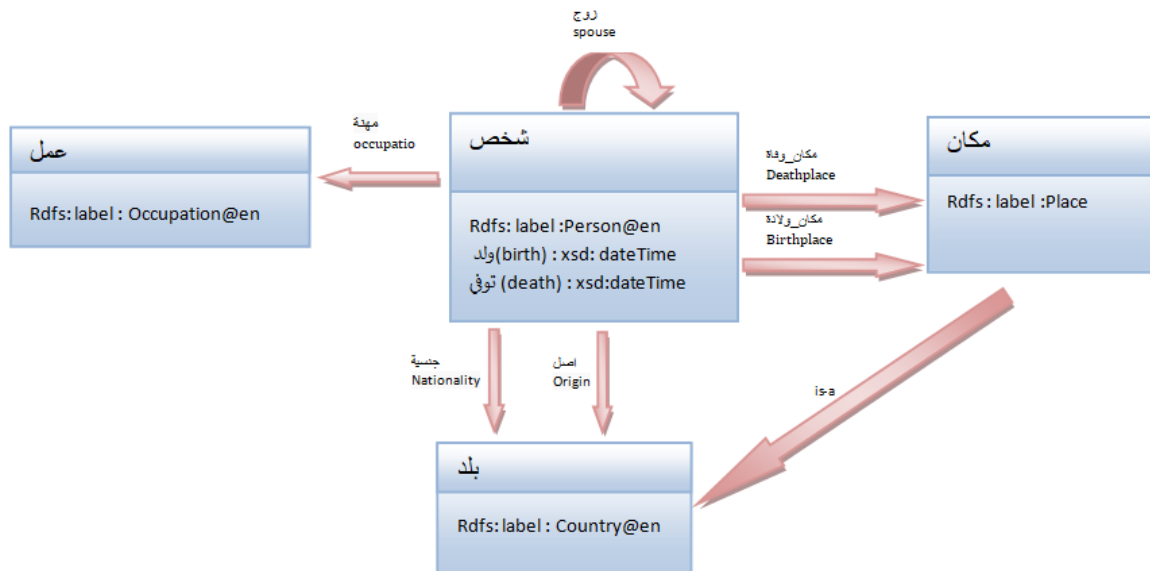 زوج
spouse
مهنة
occupatio
عمل
Rdfs: label : Occupation@en
شخص
Rdfs: label :Person@en
ولد(birth) : xsd: dateTime
توفي (death) : xsd:dateTime
مكان_وفاة
Deathplace
مكان_ولادة
Birthplace
مكان
Rdfs : label :Place
جنسية
Nationality
اصل
Origin
is-a
بلد
Rdfs: label : Country@en